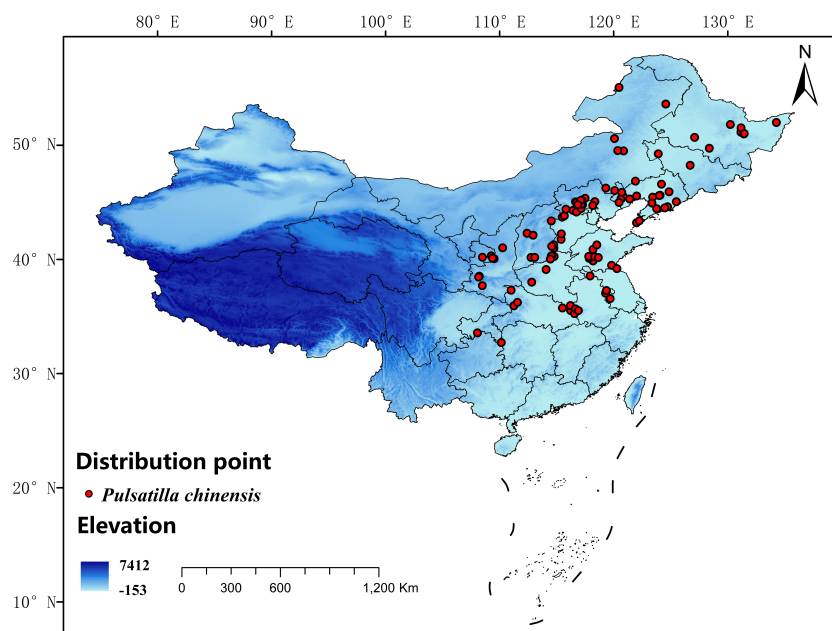 80° E 90° E 100° E 110° E 120° E 130° E
N
50° N
40° N
30° N
20° N
10° N
Distribution point
Pulsatilla chinensis
Elevation
7412
-153
0 300 600 1,200 Km